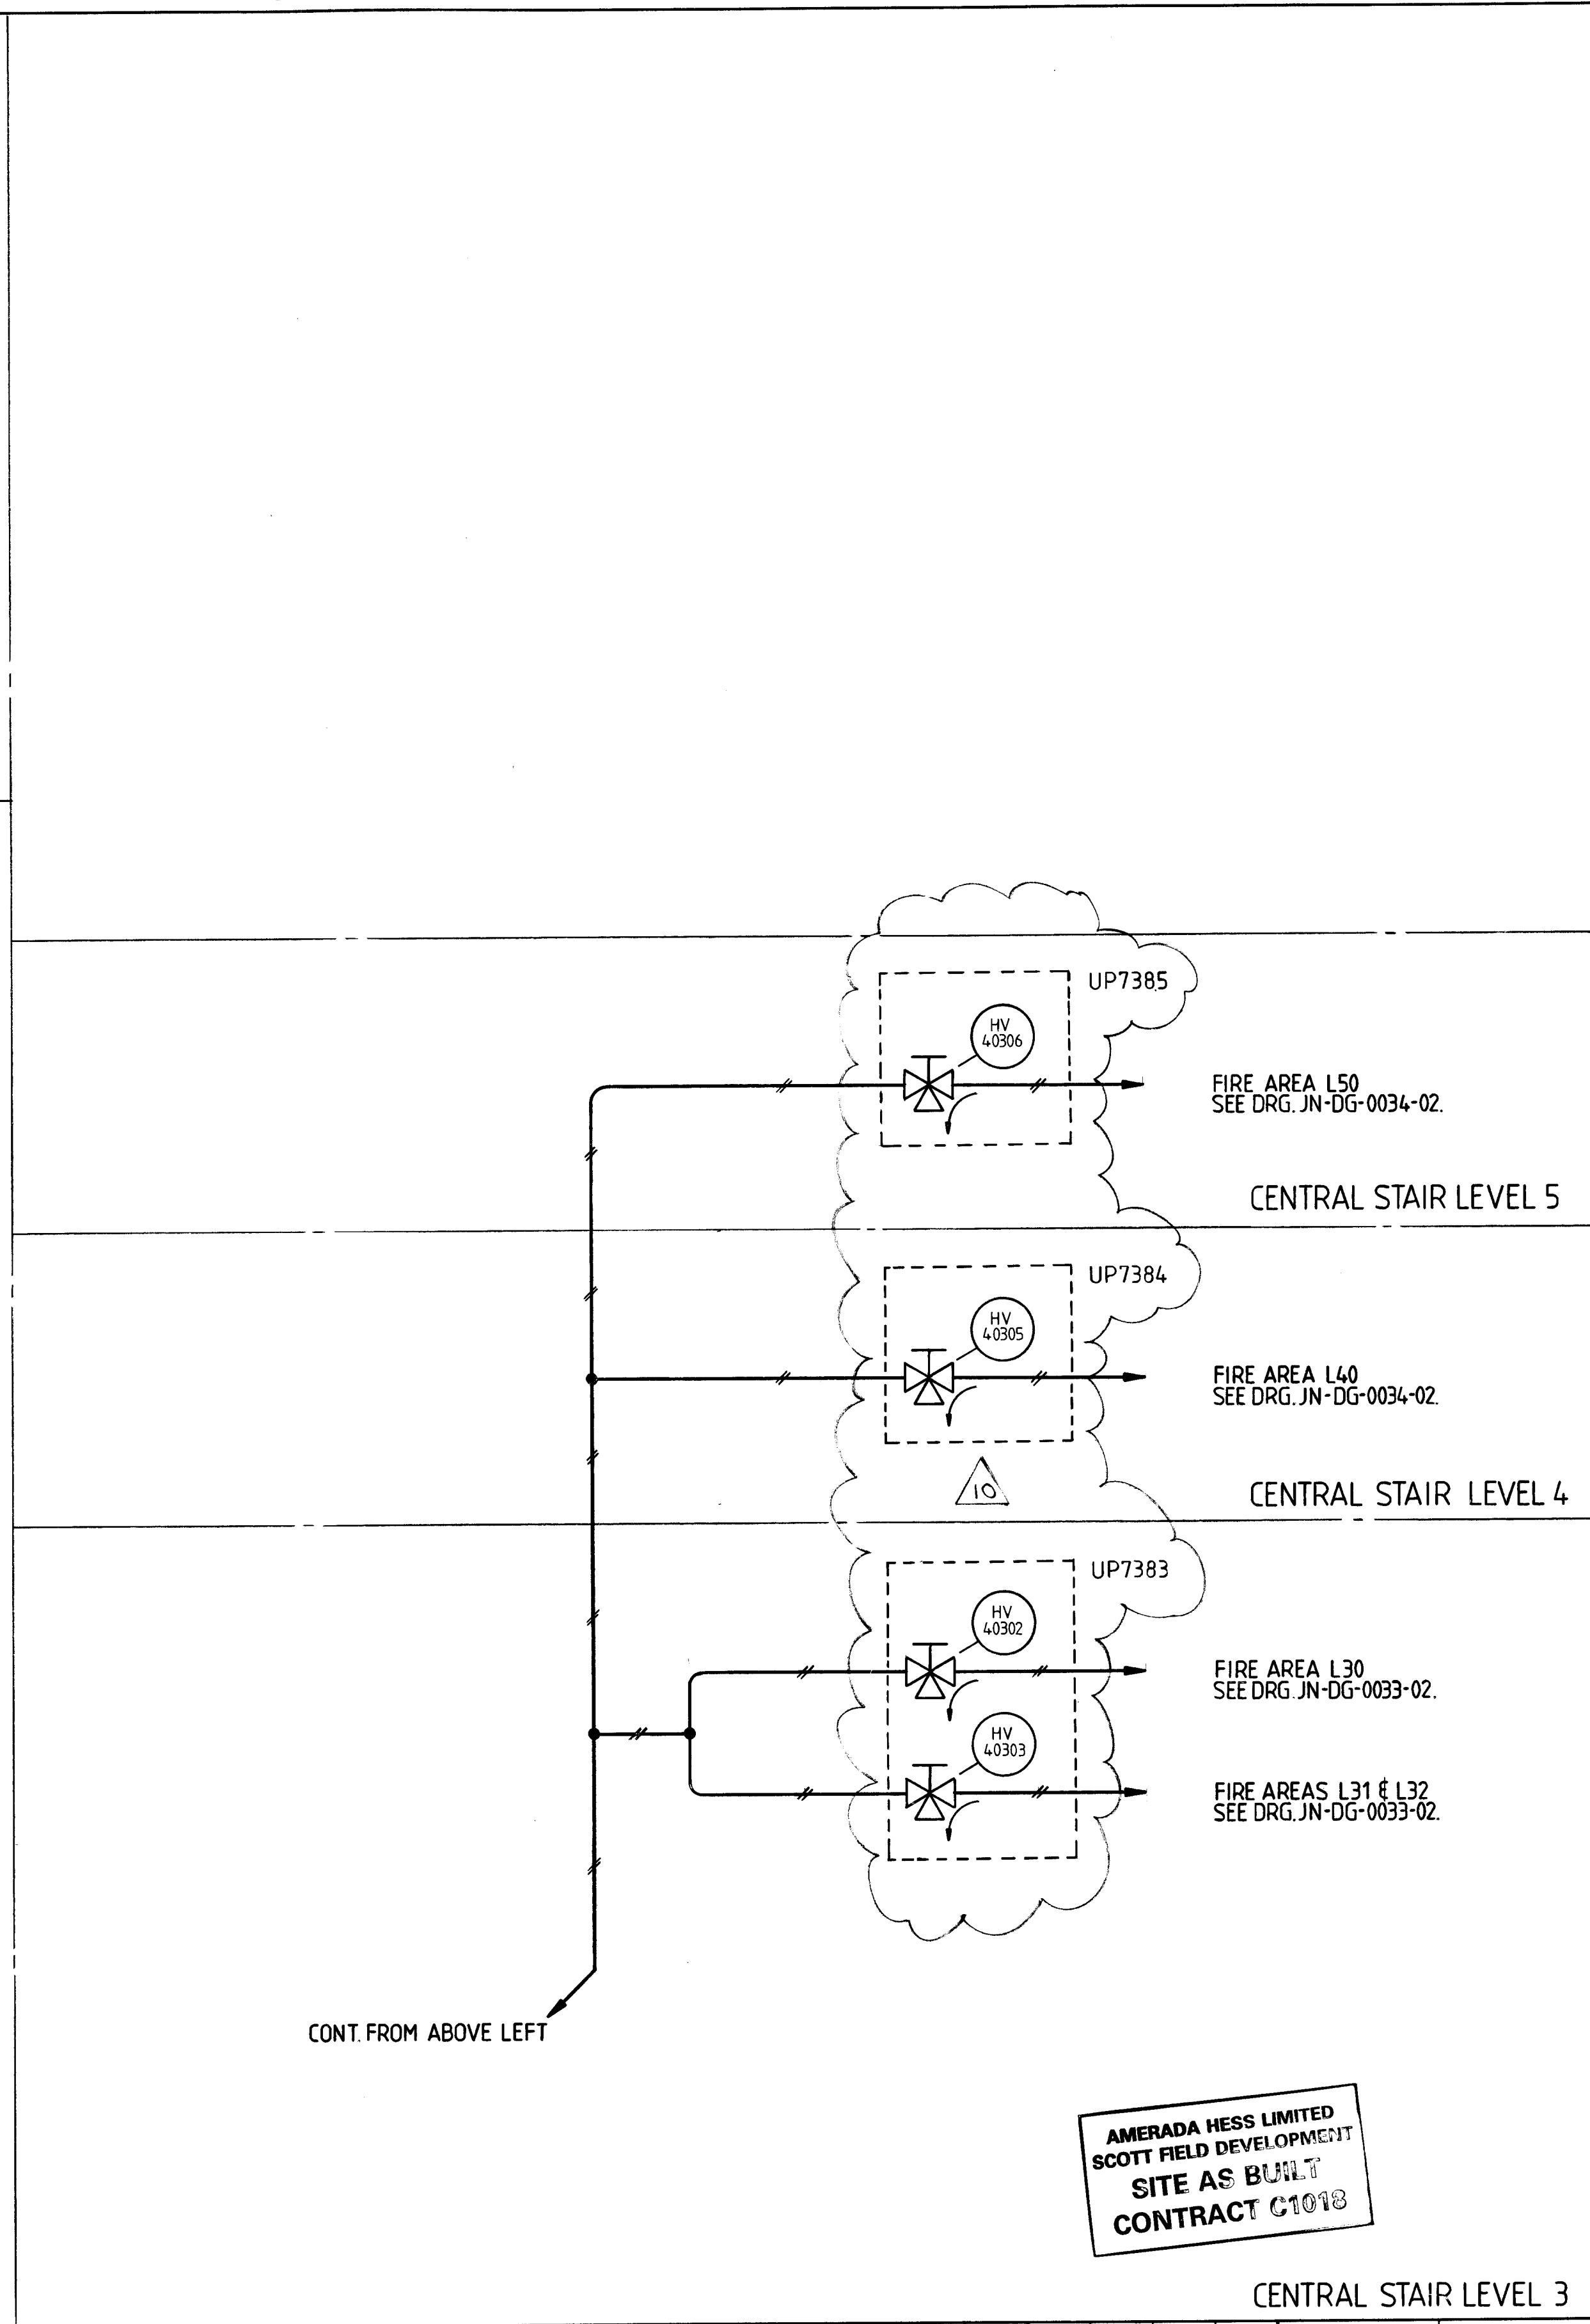 UP7385
HV
40306
FIRE AREA L50
SEE DRG. JN-DG-0034-02.
CENTRAL STAIR LEVEL 5
UP7384
HV
40305
FIRE AREA L40
SEE DRG. JN-DG-0034-02.
10
CENTRAL STAIR LEVEL 4
UP7383
HV
40302
FIRE AREA L30
SEE DRG. JN-DG-0033-02.
HV
40303
FIRE AREAS L31 & L32
SEE DRG. JN-DG-0033-02.
CONT. FROM ABOVE LEFT
AMERADA HESS LIMITED
SCOTT FIELD DEVELOPMENT
SITE AS BUILT
CONTRACT C1018
CENTRAL STAIR LEVEL 3